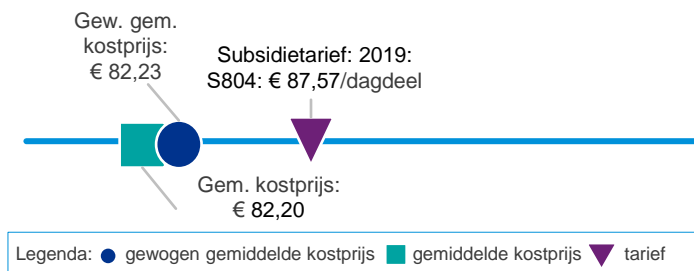 Gew. gem.
kostprijs:
€ 82,23
Subsidietarief: 2019:
S804: € 87,57/dagdeel
Gem. kostprijs:
€ 82,20
Legenda: gewogen gemiddelde kostprijs gemiddelde kostprijs tarief